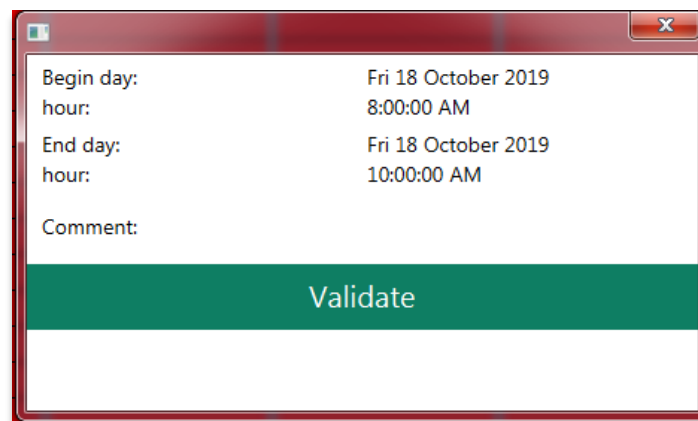 Begin day: Fri 18 October 2019
hour: 8:00:00 AM
End day: Fri 18 October 2019
hour: 10:00:00 AM
Comment:
Validate